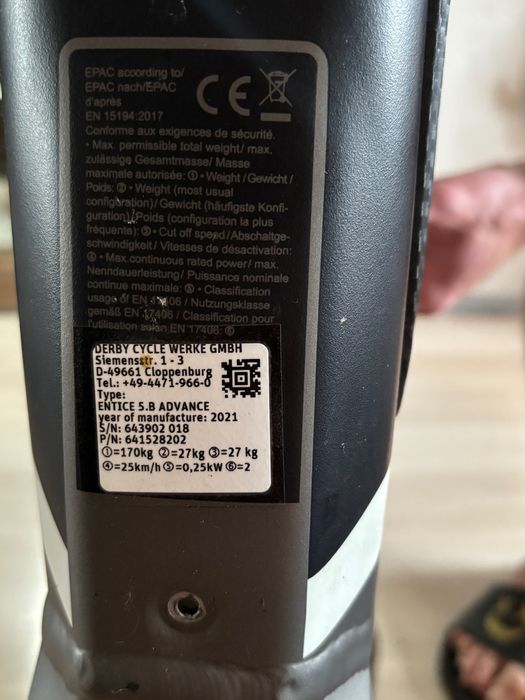 EPAC according to/
EPAC nach/EPAC
d'après
EN 15194:2017
CE
Conforme aux exigences de sécurité.
• Max. permissible total weight/ max.
zulässige Gesamtmasse/ Masse
maximale autorisée: ① • Weight / Gewicht /
Poids: ② • Weight (most usual
configuration)/ Gewicht (häufigste Konfi-
guration)/Poids (configuration la plus
fréquente): ③ • Cut off speed/Abschaltge-
schwindigkeit / Vitesses de désactivation:
④ • Max.continuous rated power/ max.
Nenndauerleistung/ Puissance nominale
continue maximale: ⑤ • Classification
usage of EN 17406 / Nutzungsklasse
gemäß EN 17406 / Classification pour
l'utilisation selon EN 17406: ⑥
DERBY CYCLE WERKE GMBH
Siemensstr. 1 - 3
D-49661 Cloppenburg
Tel.: +49-4471-966-0
Type:
ENTICE 5.B ADVANCE
year of manufacture: 2021
S/N: 643902 018
P/N: 641528202
①=170kg ②=27kg ③=27 kg
④=25km/h ⑤=0,25kW ⑥=2